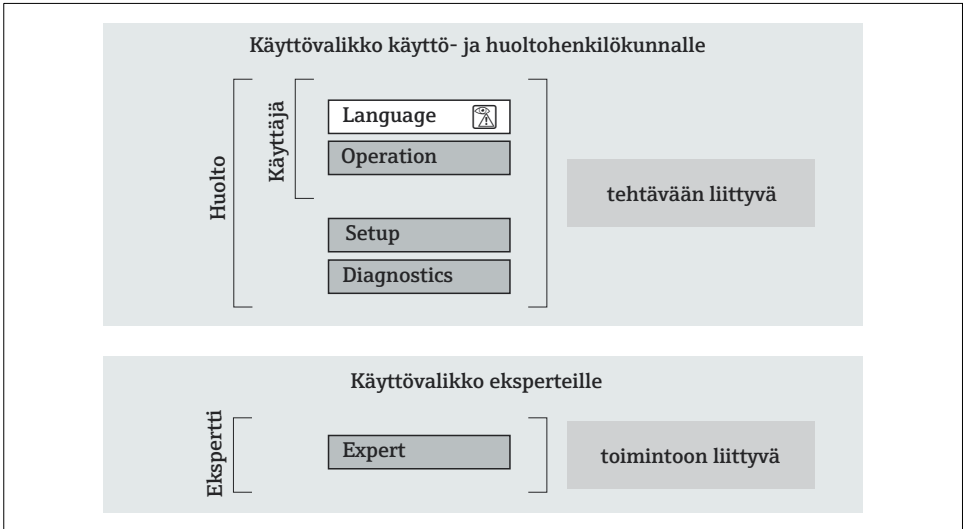 Käyttövalikko käyttö- ja huoltohenkilökunnalle
Huolto
Käyttäjä
Language
Operation
Setup
Diagnostics
tehtävään liittyvä
Käyttövalikko eksperteille
Ekspertti
Expert
toimintoon liittyvä